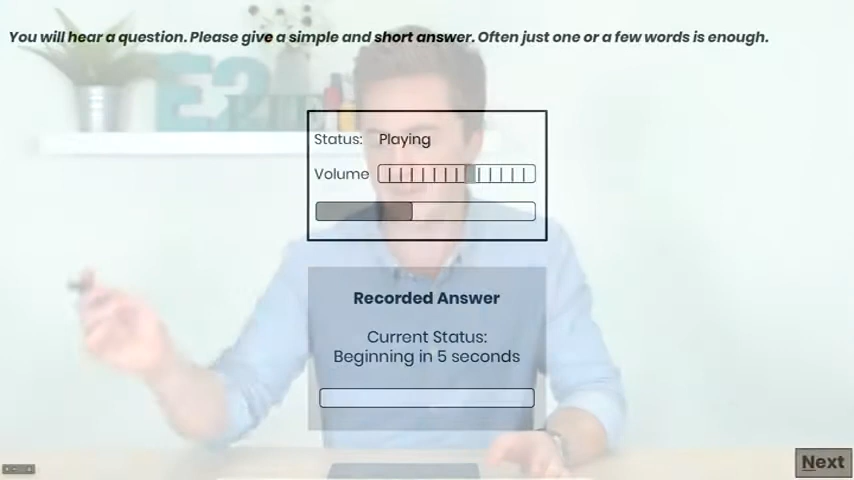 You will hear a question. Please give a simple and short answer. Often just one or a few words is enough.
E2
Status: Playing
Volume
Recorded Answer
Current Status:
Beginning in 5 seconds
Next